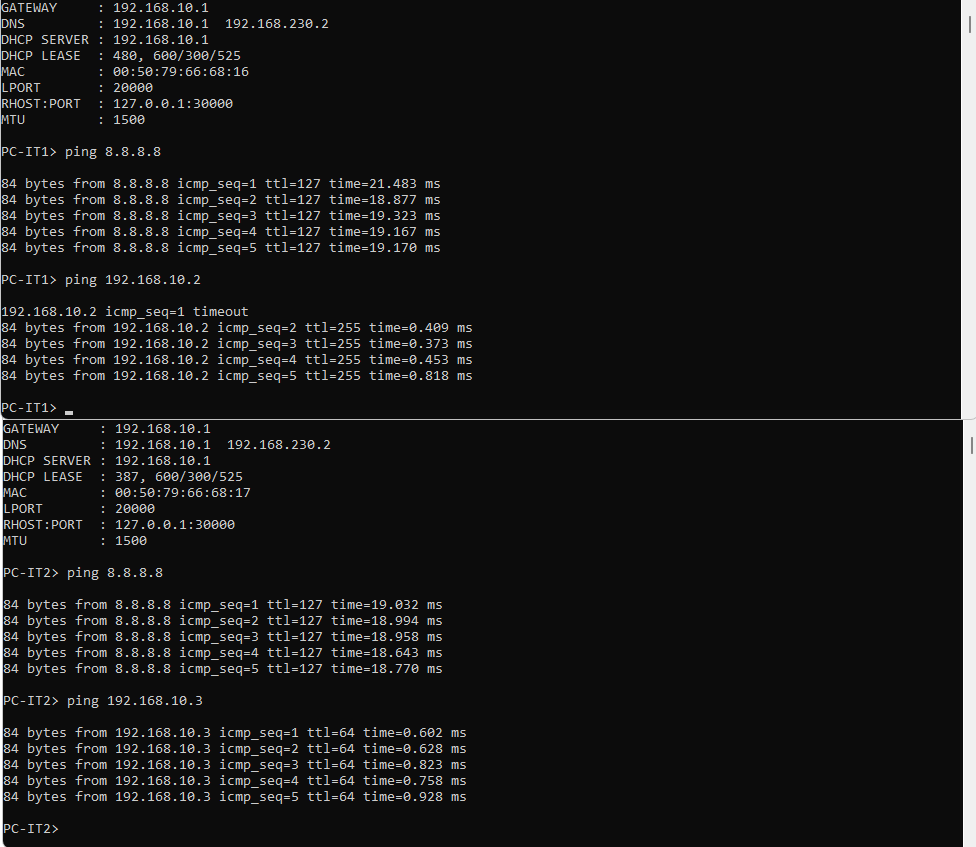 GATEWAY     : 192.168.10.1
DNS         : 192.168.10.1  192.168.230.2
DHCP SERVER : 192.168.10.1
DHCP LEASE  : 480, 600/300/525
MAC         : 00:50:79:66:68:16
LPORT       : 20000
RHOST:PORT  : 127.0.0.1:30000
MTU         : 1500
PC-IT1> ping 8.8.8.8
84 bytes from 8.8.8.8 icmp_seq=1 ttl=127 time=21.483 ms
84 bytes from 8.8.8.8 icmp_seq=2 ttl=127 time=18.877 ms
84 bytes from 8.8.8.8 icmp_seq=3 ttl=127 time=19.323 ms
84 bytes from 8.8.8.8 icmp_seq=4 ttl=127 time=19.167 ms
84 bytes from 8.8.8.8 icmp_seq=5 ttl=127 time=19.170 ms
PC-IT1> ping 192.168.10.2
192.168.10.2 icmp_seq=1 timeout
84 bytes from 192.168.10.2 icmp_seq=2 ttl=255 time=0.409 ms
84 bytes from 192.168.10.2 icmp_seq=3 ttl=255 time=0.373 ms
84 bytes from 192.168.10.2 icmp_seq=4 ttl=255 time=0.453 ms
84 bytes from 192.168.10.2 icmp_seq=5 ttl=255 time=0.818 ms
PC-IT1>
GATEWAY     : 192.168.10.1
DNS         : 192.168.10.1  192.168.230.2
DHCP SERVER : 192.168.10.1
DHCP LEASE  : 387, 600/300/525
MAC         : 00:50:79:66:68:17
LPORT       : 20000
RHOST:PORT  : 127.0.0.1:30000
MTU         : 1500
PC-IT2> ping 8.8.8.8
84 bytes from 8.8.8.8 icmp_seq=1 ttl=127 time=19.032 ms
84 bytes from 8.8.8.8 icmp_seq=2 ttl=127 time=18.994 ms
84 bytes from 8.8.8.8 icmp_seq=3 ttl=127 time=18.958 ms
84 bytes from 8.8.8.8 icmp_seq=4 ttl=127 time=18.643 ms
84 bytes from 8.8.8.8 icmp_seq=5 ttl=127 time=18.770 ms
PC-IT2> ping 192.168.10.3
84 bytes from 192.168.10.3 icmp_seq=1 ttl=64 time=0.602 ms
84 bytes from 192.168.10.3 icmp_seq=2 ttl=64 time=0.628 ms
84 bytes from 192.168.10.3 icmp_seq=3 ttl=64 time=0.823 ms
84 bytes from 192.168.10.3 icmp_seq=4 ttl=64 time=0.758 ms
84 bytes from 192.168.10.3 icmp_seq=5 ttl=64 time=0.928 ms
PC-IT2>